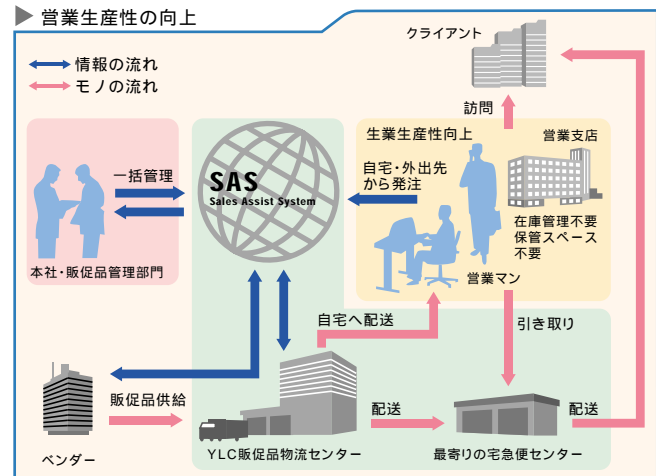 ▶ 営業生産性の向上
情報の流れ
モノの流れ
クライアント
訪問
一括管理
本社・販促品管理部門
SAS
Sales Assist System
生業生産性向上
営業支店
自宅・外出先
から発注
在庫管理不要
保管スペース
不要
営業マン
自宅へ配送
引き取り
販促品供給
配送
配送
ベンダー
YLC販促品物流センター
最寄りの宅急便センター